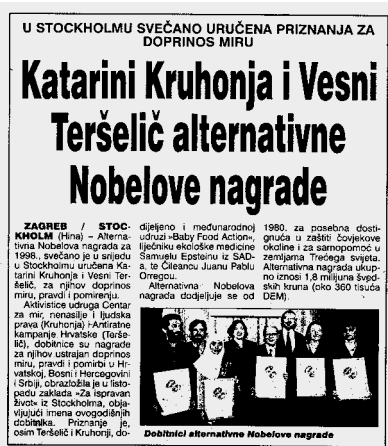 U STOCKHOLMU SVEČANO URUČENA PRIZNANJA ZA
DOPRINOS MIRU
Katarini Kruhonja i Vesni
Teršelič alternativne
Nobelove nagrade
ZAGREB / STOC-
KHOLM (Hina) – Alterna-
tivna Nobelova nagrada za
1998., svečano je u srijedu
u Stockholmu uručena Ka-
tarini Kruhonja i Vesni Ter-
šelič, za njihov doprinos
miru, pravdi i pomirenju.
Aktivistice udruga Centar
za mir, nenasilje i ljudska
prava (Kruhonja) i Antiratne
kampanje Hrvatske (Terše-
lič), dobitnice su nagrade
za njihov ustrajan doprinos
miru, pravdi i pomirbi u Hr-
vatskoj, Bosni i Hercegovini
i Srbiji, obrazložila je u listo-
padu zaklada »Za ispravan
život« iz Stockholma, objav-
ljujući imena ovogodišnjih
dobitnika. Priznanje je,
osim Teršelič i Kruhonji, do-
dijeljeno i međunarodnoj
udruzi »Baby Food Action«,
liječniku ekološke medicine
Samuelu Epsteinu iz SAD-
a, te Čileancu Juanu Pablu
Orregou.
Alternativna Nobelova
nagrada dodjeljuje se od
1980. za posebna dostig-
nuća u zaštiti čovjekove
okoline i za samopomoć u
zemljama Trećega svijeta.
Alternativna nagrada ukup-
no iznosi 1,8 milijuna šved-
skih kruna (oko 360 tisuća
DEM).
Dobitnici alternativne Nobelove nagrade